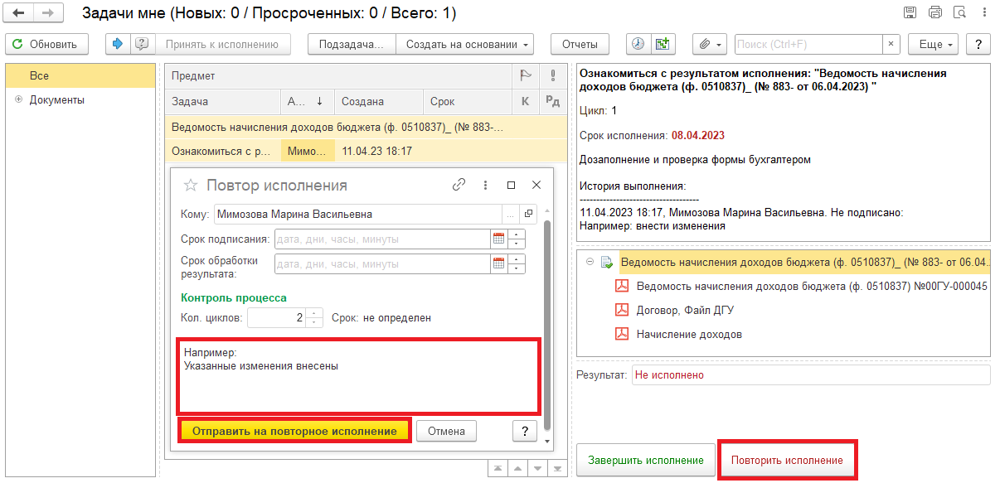 Задачи мне (Новых: 0 / Просроченных: 0 / Всего: 1)
Обновить
Принять к исполнению
Подзадача...
Создать на основании
Отчеты
Поиск (Ctrl+F)
×
Еще
?
Все
Документы
Предмет
Задача
А... ↓
Создана
Срок
К
Рд
Ведомость начисления доходов бюджета (ф. 0510837)_ (№ 883-...
Ознакомиться с р...
Мимо...
11.04.23 18:17
Повтор исполнения
Кому:
Мимозова Марина Васильевна
...
Срок подписания:
дата, дни, часы, минуты
Срок обработки
результата:
дата, дни, часы, минуты
Контроль процесса
Кол. циклов:
2
Срок: не определен
Например:
Указанные изменения внесены
Отправить на повторное исполнение
Отмена
?
Ознакомиться с результатом исполнения: "Ведомость начисления
доходов бюджета (ф. 0510837)_ (№ 883- от 06.04.2023) "
Цикл: 1
Срок исполнения: 08.04.2023
Дозаполнение и проверка формы бухгалтером
История выполнения:
------------------------------------
11.04.2023 18:17, Мимозова Марина Васильевна. Не подписано:
Например: внести изменения
Ведомость начисления доходов бюджета (ф. 0510837)_ (№ 883- от 06.04.
Ведомость начисления доходов бюджета (ф. 0510837) №00ГУ-000045
Договор, Файл ДГУ
Начисление доходов
Результат:
Не исполнено
Завершить исполнение
Повторить исполнение